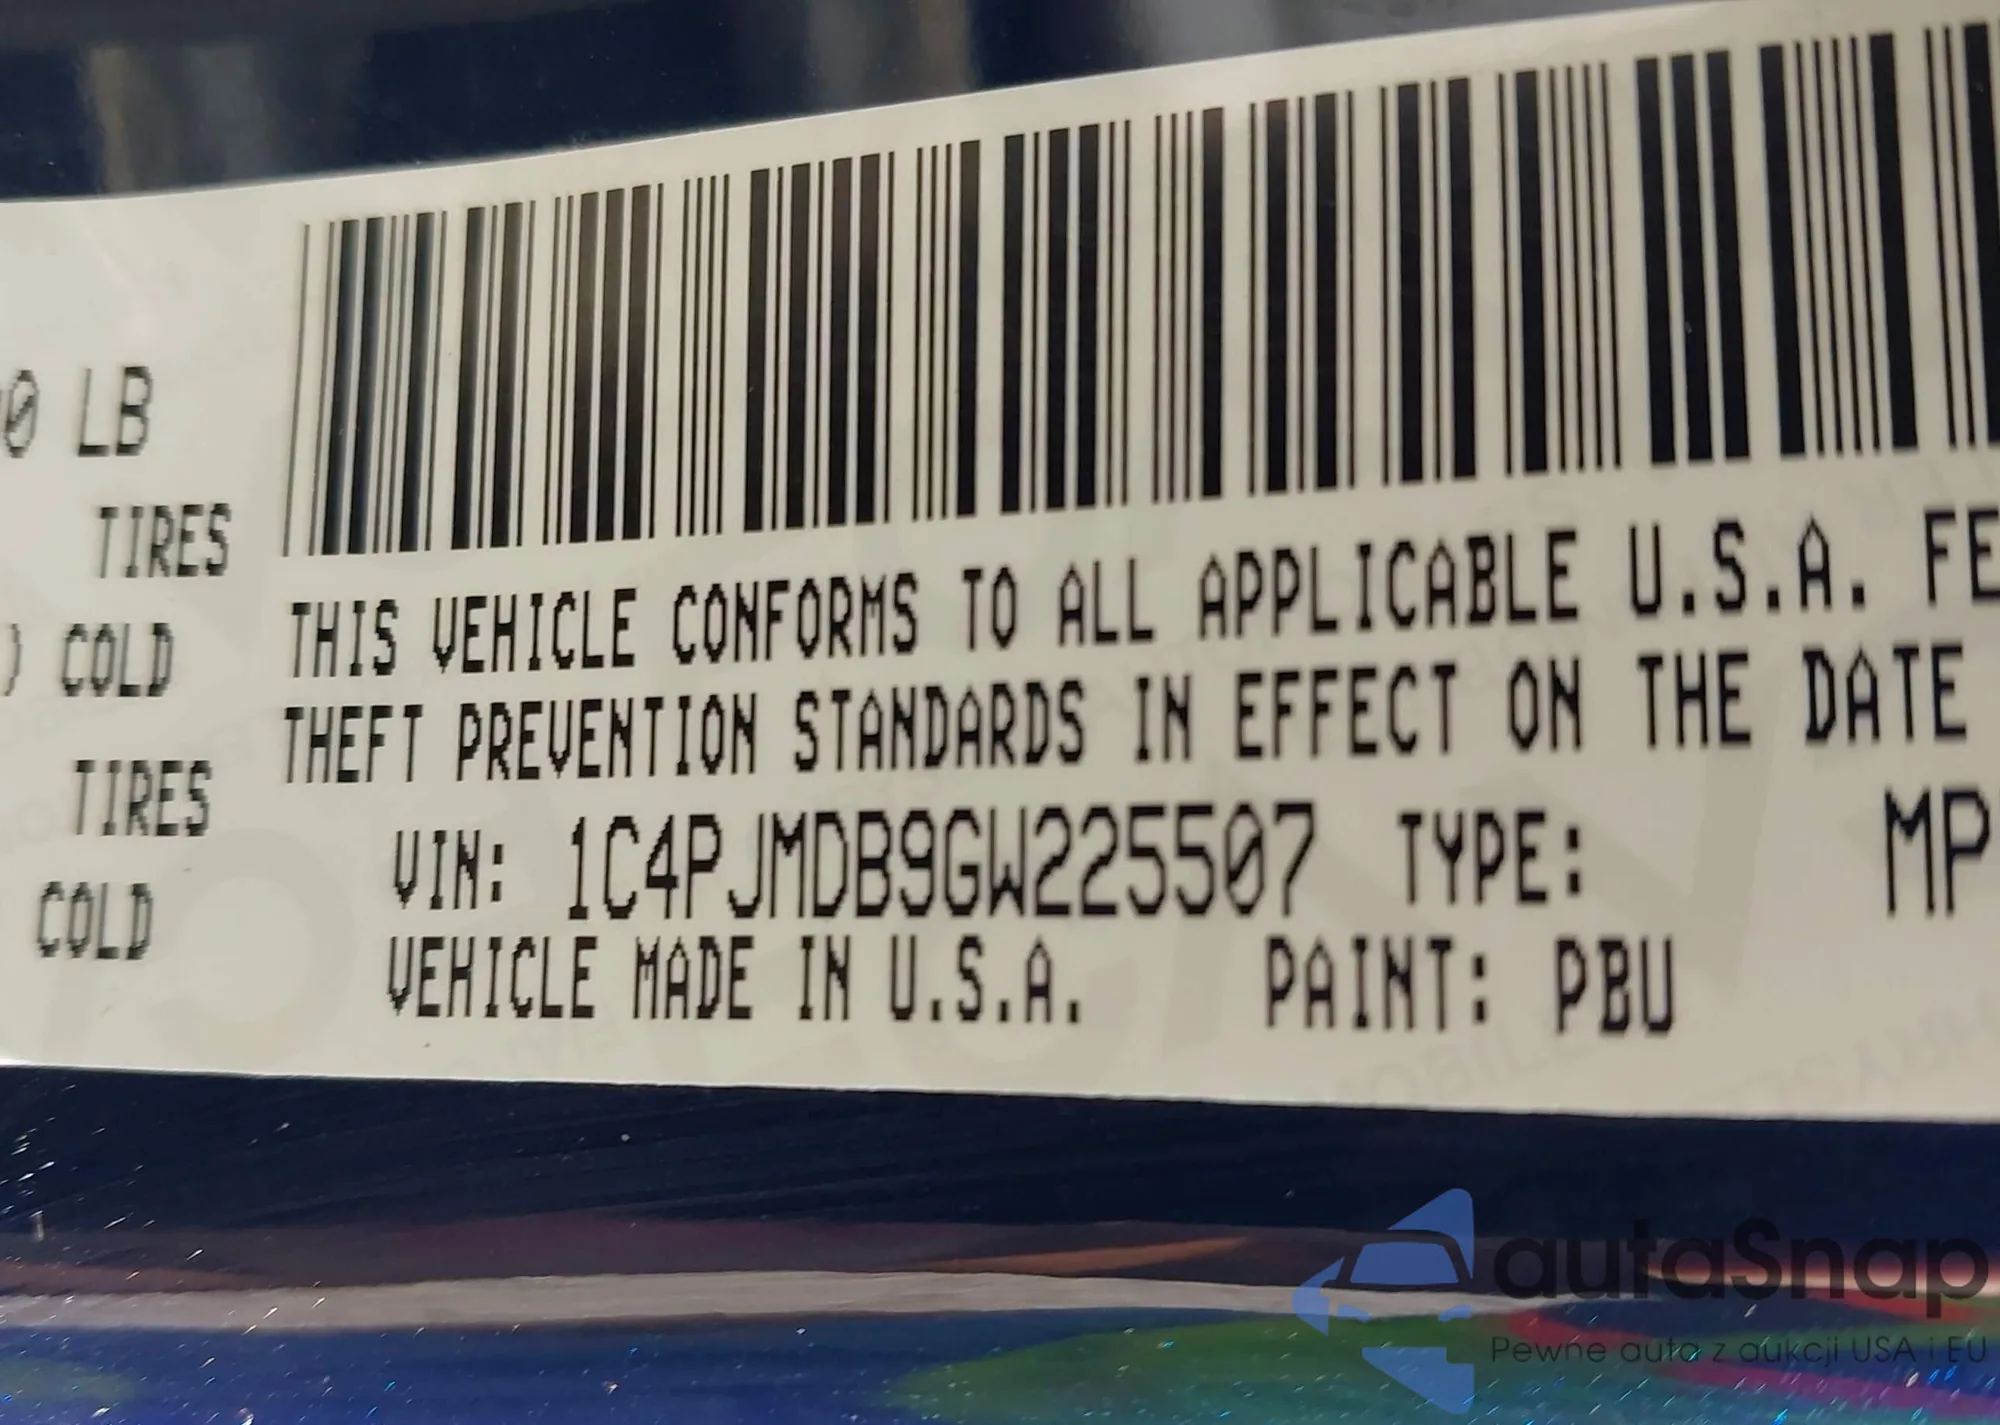 0 LB
TIRES
) COLD
TIRES
COLD
THIS VEHICLE CONFORMS TO ALL APPLICABLE U.S.A. FE
THEFT PREVENTION STANDARDS IN EFFECT ON THE DATE
VIN: 1C4PJMDB9GW225507 TYPE: MP
VEHICLE MADE IN U.S.A. PAINT: PBU
autaSnap
Pewne auta z aukcji USA i EU